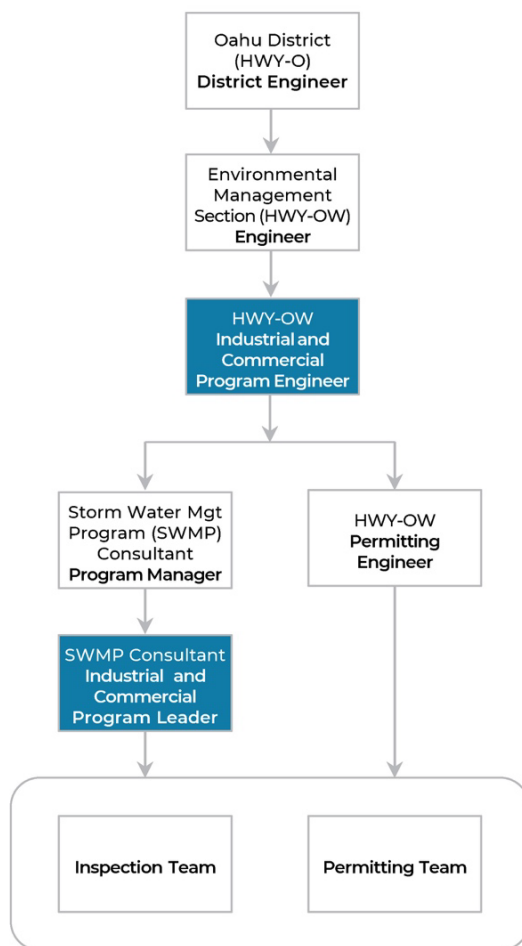 Oahu District
(HWY-O)
District Engineer
Environmental
Management
Section (HWY-OW)
Engineer
HWY-OW
Industrial and
Commercial
Program Engineer
Storm Water Mgt
Program (SWMP)
Consultant
Program Manager
HWY-OW
Permitting
Engineer
SWMP Consultant
Industrial and
Commercial
Program Leader
Inspection Team
Permitting Team